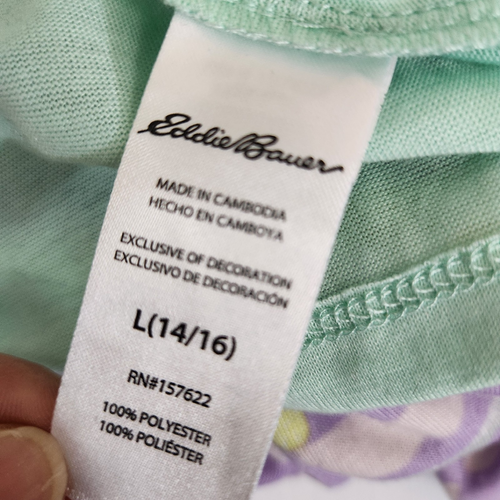 Eddie Bauer
MADE IN CAMBODIA
HECHO EN CAMBOYA
EXCLUSIVE OF DECORATION
EXCLUSIVO DE DECORACIÓN
L(14/16)
RN#157622
100% POLYESTER
100% POLIÉSTER